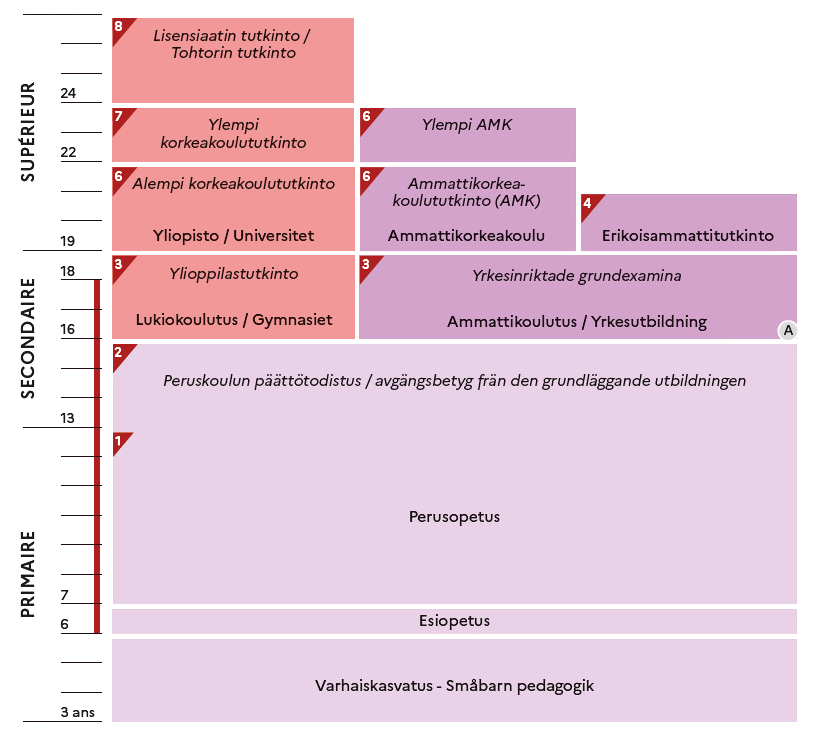 8
Lisensiaatin tutkinto /
Tohtorin tutkinto
24
7
Ylempi
korkeakoulututkinto
6
Ylempi AMK
22
SUPÉRIEUR
6
Alempi korkeakoulututkinto
Yliopisto / Universitet
6
Ammattikorkea-
koulututkinto (AMK)
Ammattikorkeakoulu
4
Erikoisammattitutkinto
19
18
3
Ylioppilastutkinto
Lukiokoulutus / Gymnasiet
3
Yrkesinriktade grundexamina
Ammattikoulutus / Yrkesutbildning
A
16
SECONDAIRE
2
Peruskoulun päättötodistus / avgängsbetyg frän den grundläggande utbildningen
13
1
Perusopetus
PRIMAIRE
7
6
Esiopetus
Varhaiskasvatus - Småbarn pedagogik
3 ans